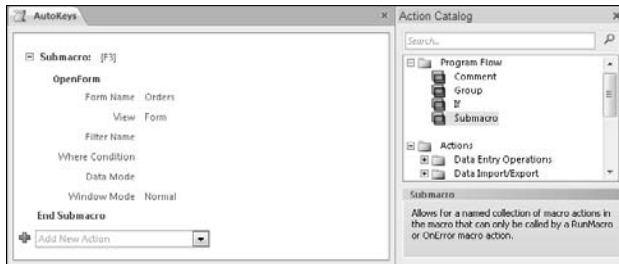 AutoKeys
Submacro: [F3]
OpenForm
Form Name Orders
View Form
Filter Name
Where Condition
Data Mode
Window Mode Normal
End Submacro
Add New Action
Action Catalog
Search...
Program Flow
Comment
Group
If
Submacro
Actions
Data Entry Operations
Data Import/Export
Submacro
Allows for a named collection of macro actions in
the macro that can only be called by a RunMacro
or OnError macro action.